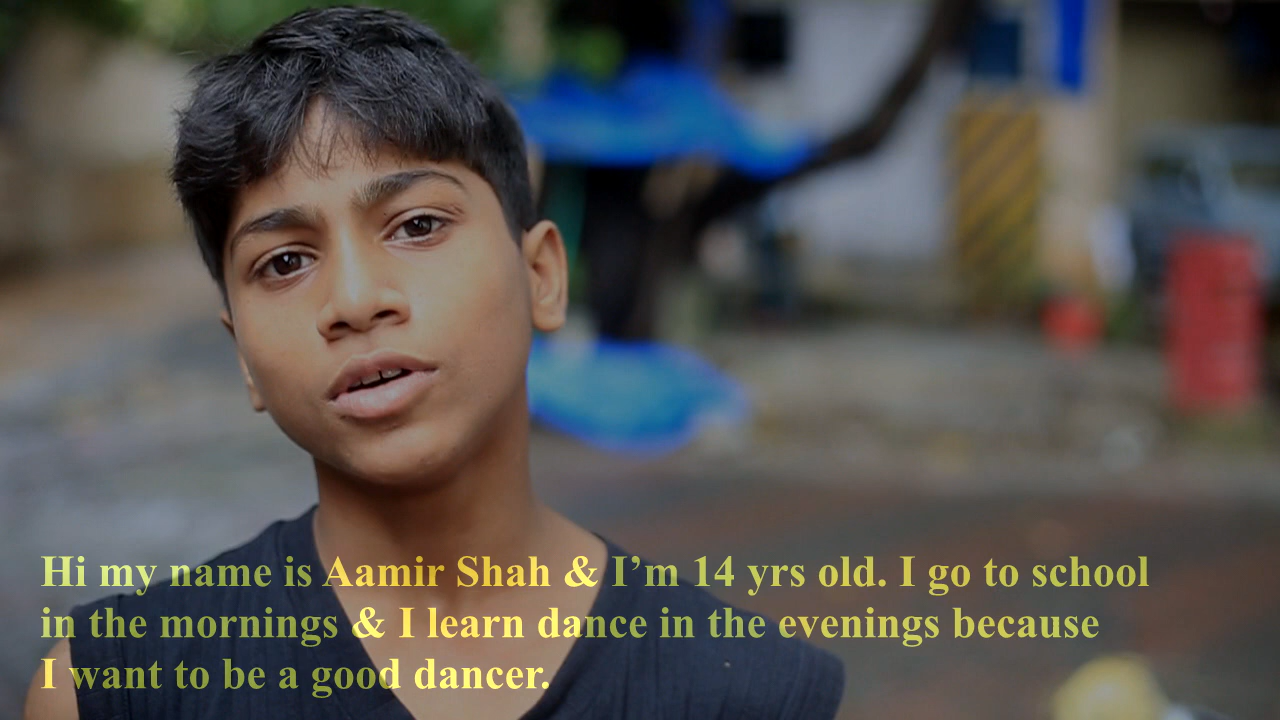 Hi my name is Aamir Shah & I’m 14 yrs old. I go to school
in the mornings & I learn dance in the evenings because
I want to be a good dancer.